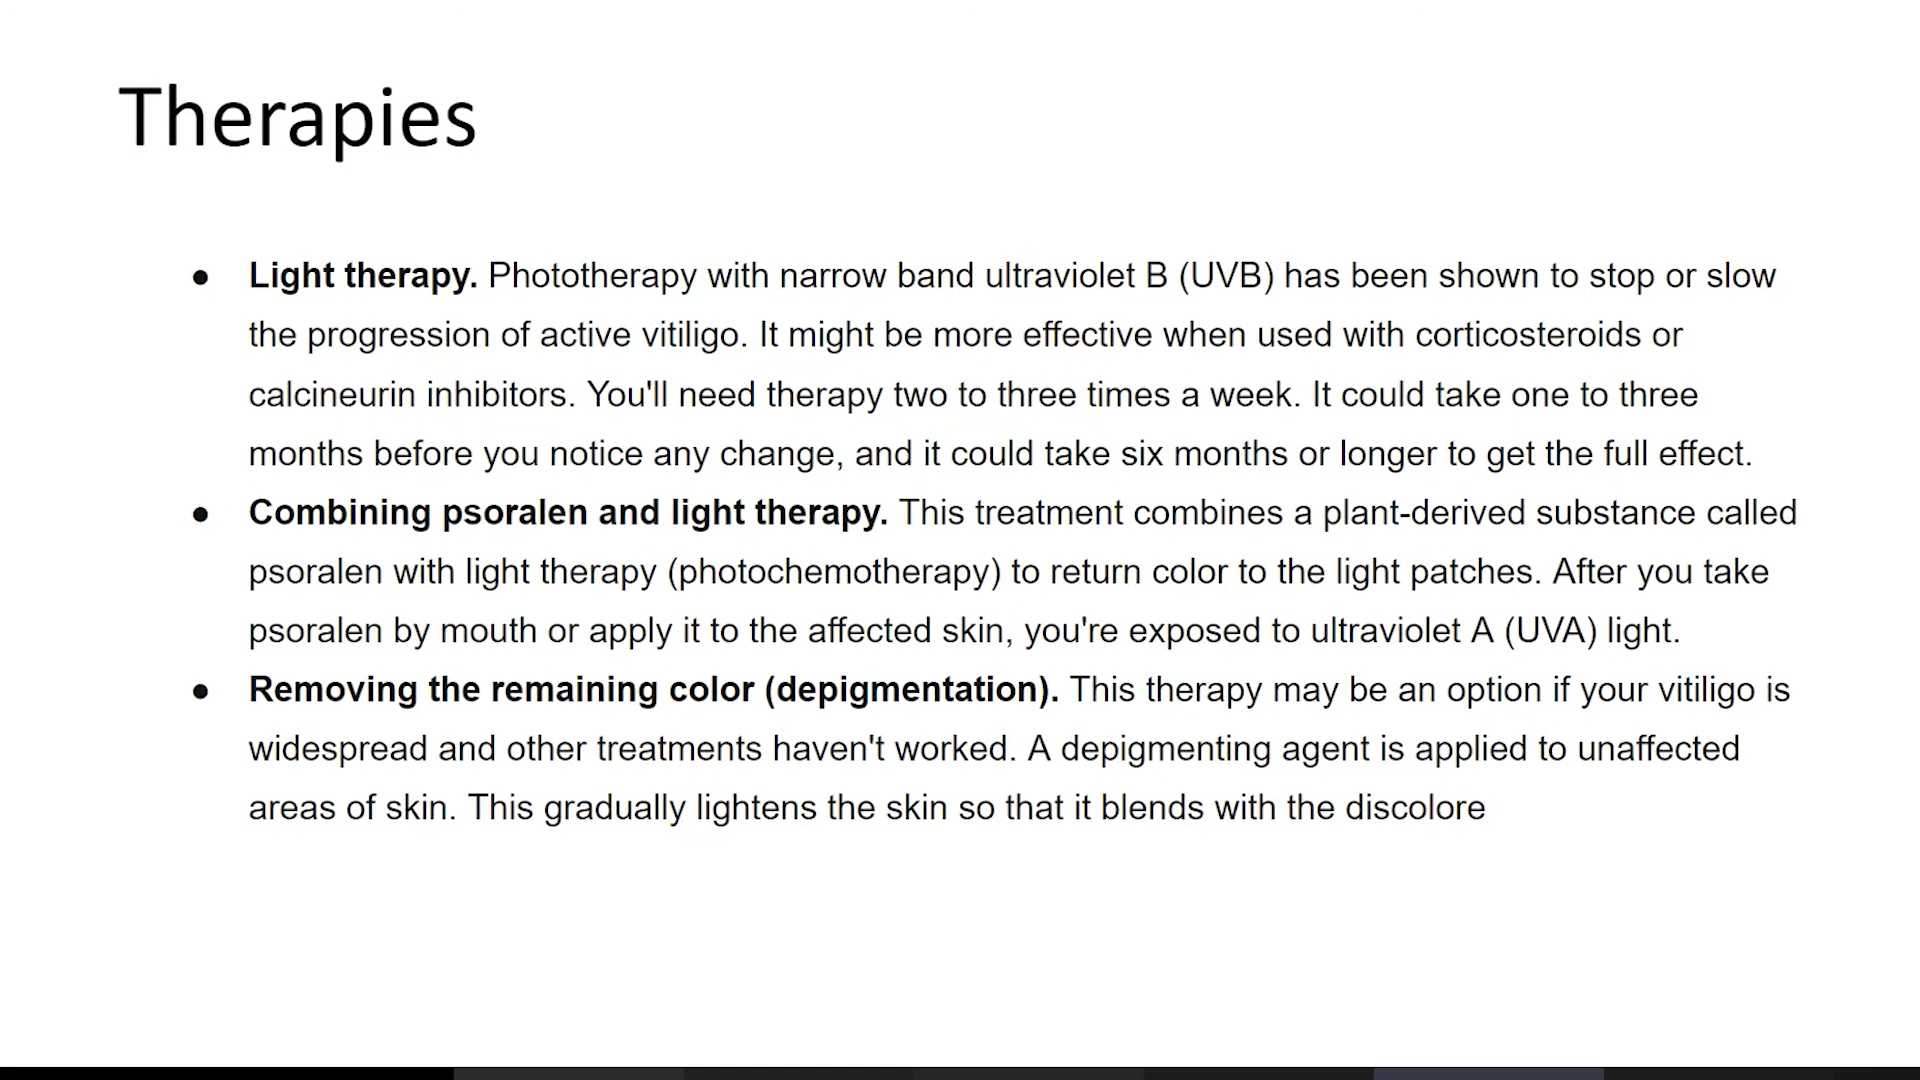 Therapies
● Light therapy. Phototherapy with narrow band ultraviolet B (UVB) has been shown to stop or slow
the progression of active vitiligo. It might be more effective when used with corticosteroids or
calcineurin inhibitors. You'll need therapy two to three times a week. It could take one to three
months before you notice any change, and it could take six months or longer to get the full effect.
● Combining psoralen and light therapy. This treatment combines a plant-derived substance called
psoralen with light therapy (photochemotherapy) to return color to the light patches. After you take
psoralen by mouth or apply it to the affected skin, you're exposed to ultraviolet A (UVA) light.
● Removing the remaining color (depigmentation). This therapy may be an option if your vitiligo is
widespread and other treatments haven't worked. A depigmenting agent is applied to unaffected
areas of skin. This gradually lightens the skin so that it blends with the discolore